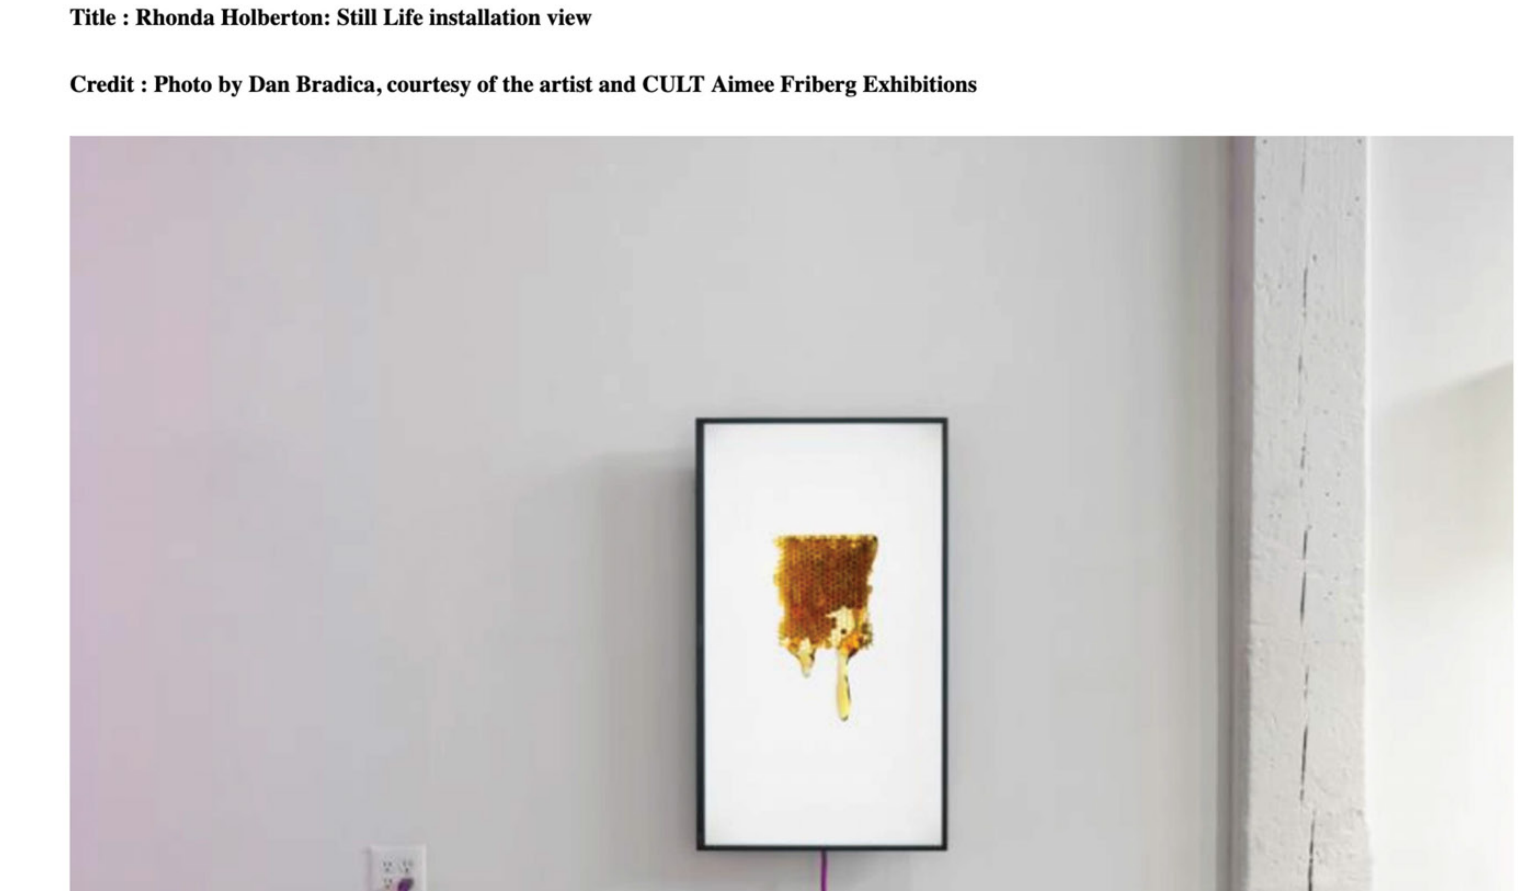 Title : Rhonda Holberton: Still Life installation view
Credit : Photo by Dan Bradica, courtesy of the artist and CULT Aimee Friberg Exhibitions